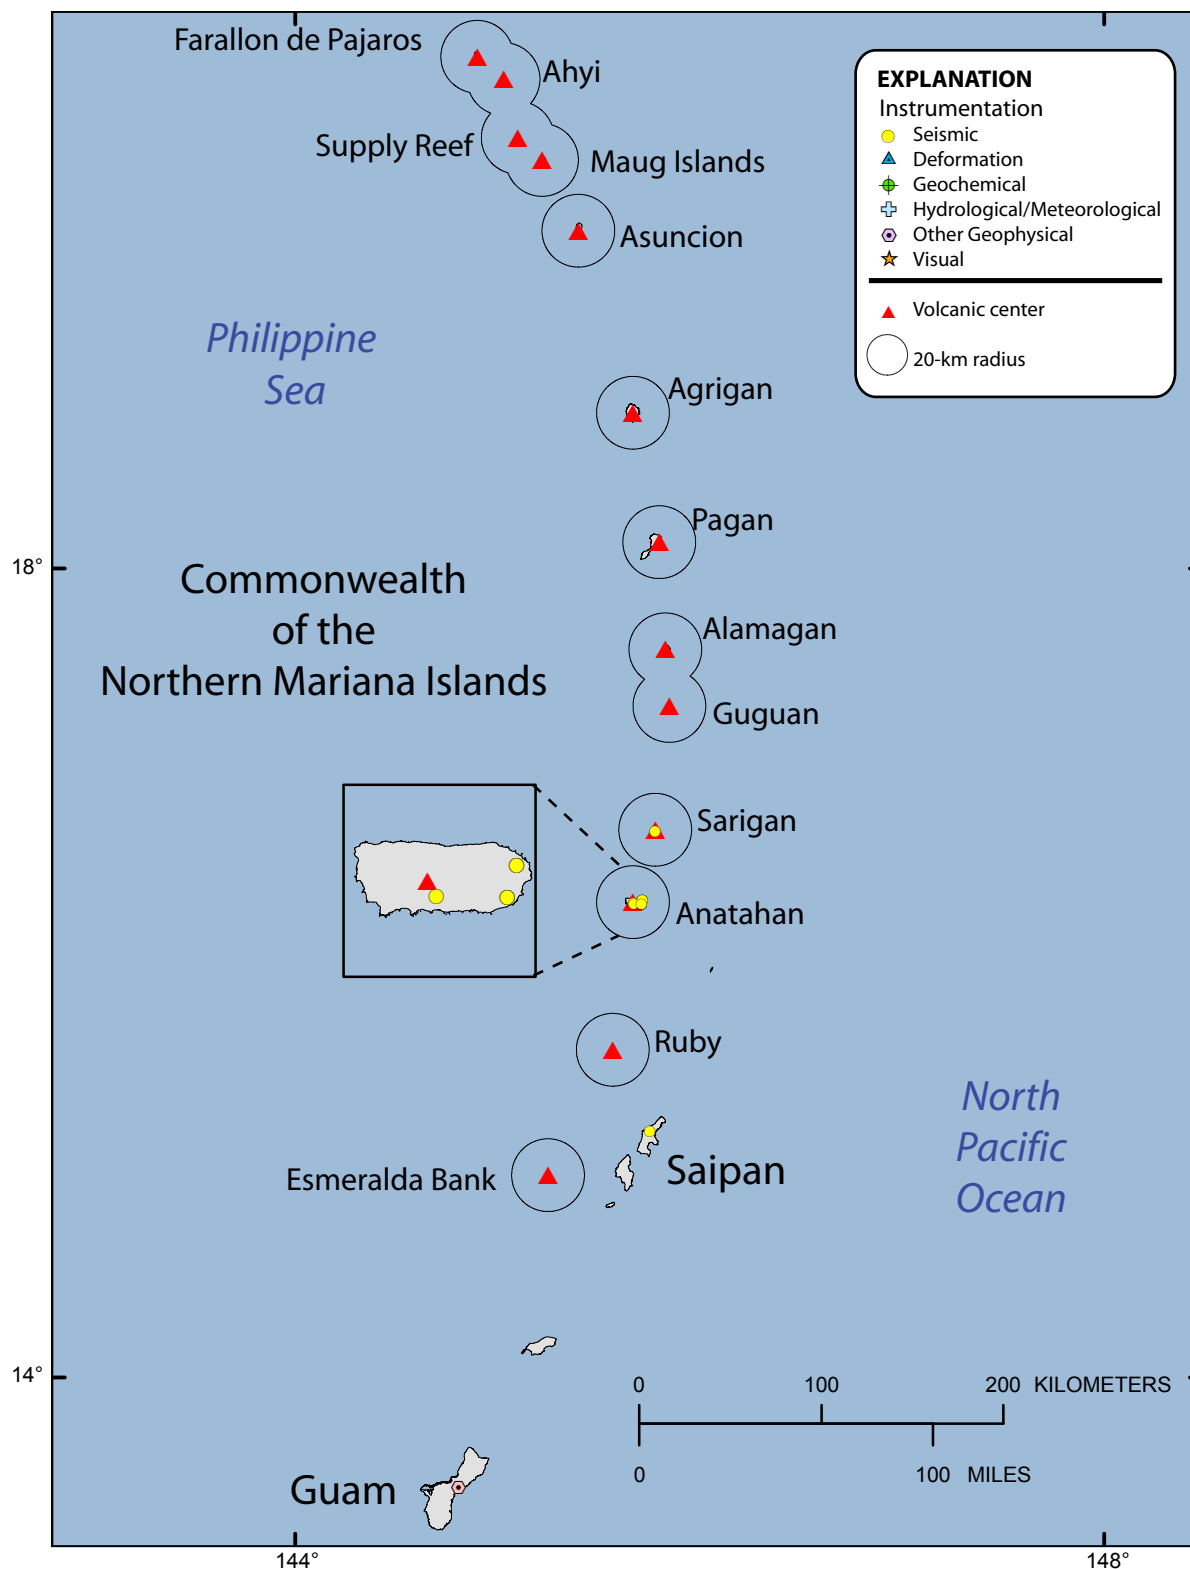 Farallon de Pajaros
Ahyi
Supply Reef
Maug Islands
Asuncion
EXPLANATION
Instrumentation
Seismic
Deformation
Geochemical
Hydrological/Meteorological
Other Geophysical
Visual
Volcanic center
20-km radius
Philippine
Sea
Agrigan
Pagan
18°
Commonwealth
of the
Northern Mariana Islands
Alamagan
Guguan
Sarigan
Anatahan
Ruby
North
Pacific
Ocean
Saipan
Esmeralda Bank
14°
0 100 200 KILOMETERS
0 100 MILES
Guam
144° 148°